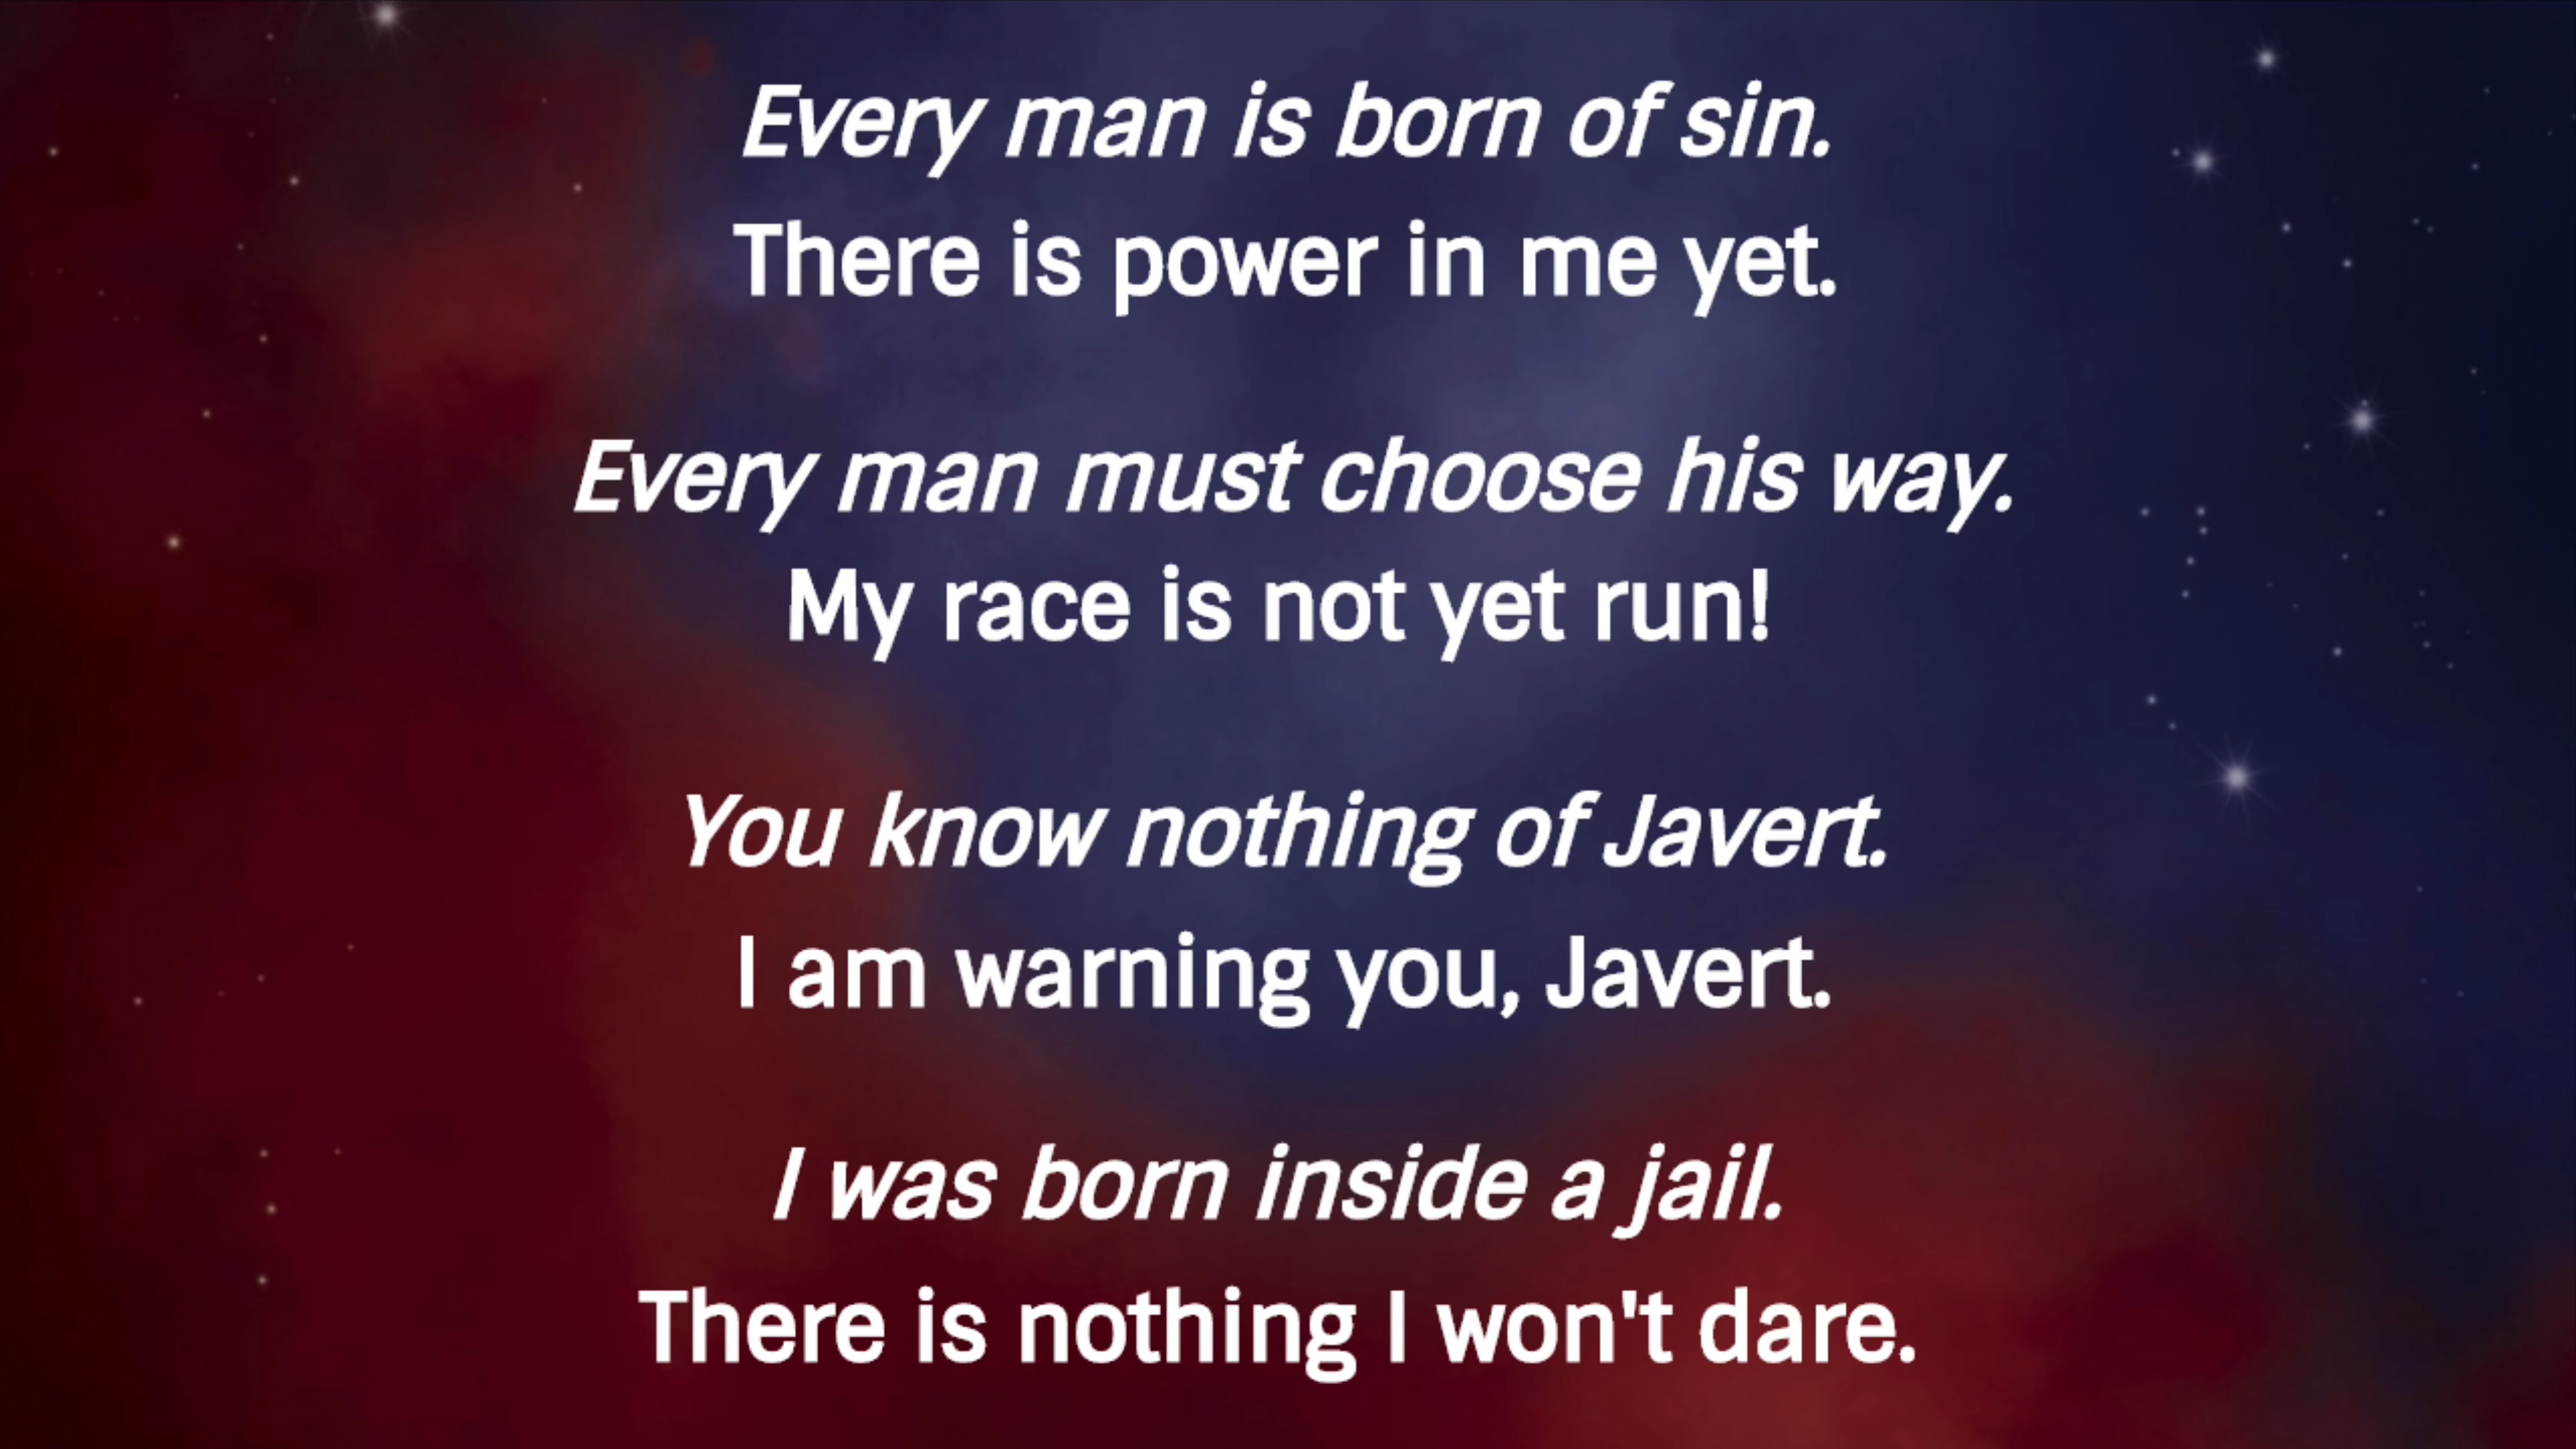 Every man is born of sin.
There is power in me yet.
Every man must choose his way.
My race is not yet run!
You know nothing of Javert.
I am warning you, Javert.
I was born inside a jail.
There is nothing I won't dare.